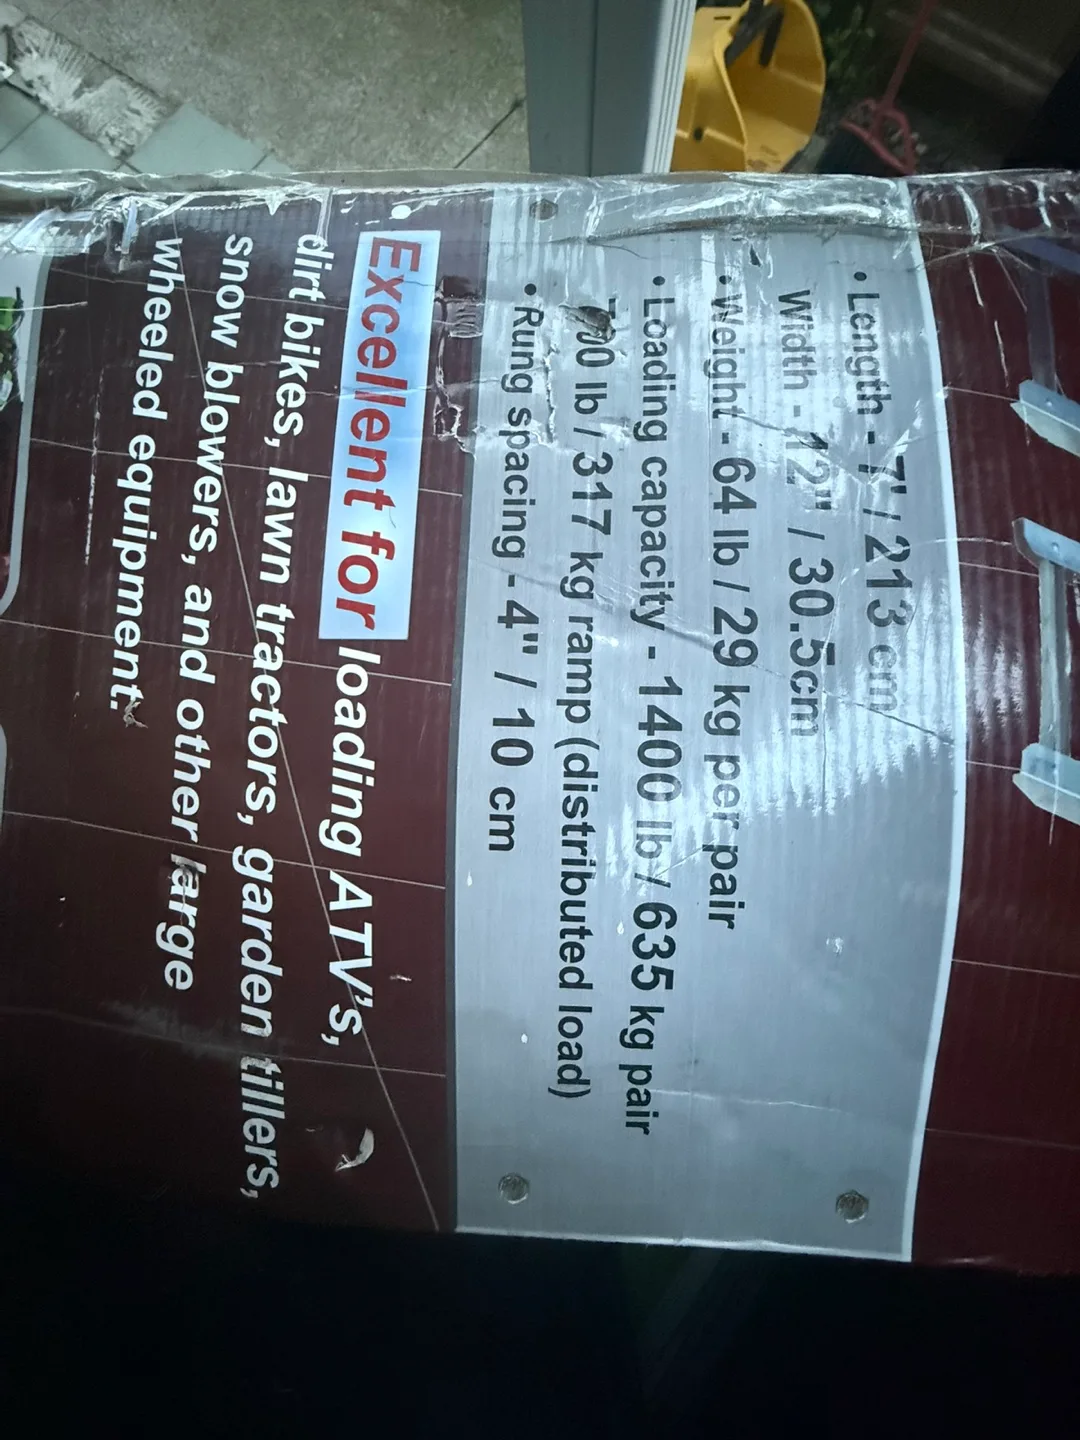 • Length - 7' / 213 cm
Width - 12" / 30.5cm
• Weight - 64 lb / 29 kg per pair
• Loading capacity - 1400 lb / 635 kg pair
700 lb / 317 kg ramp (distributed load)
• Rung spacing - 4" / 10 cm
Excellent for loading ATV's,
dirt bikes, lawn tractors, garden tillers,
snow blowers, and other large
wheeled equipment.